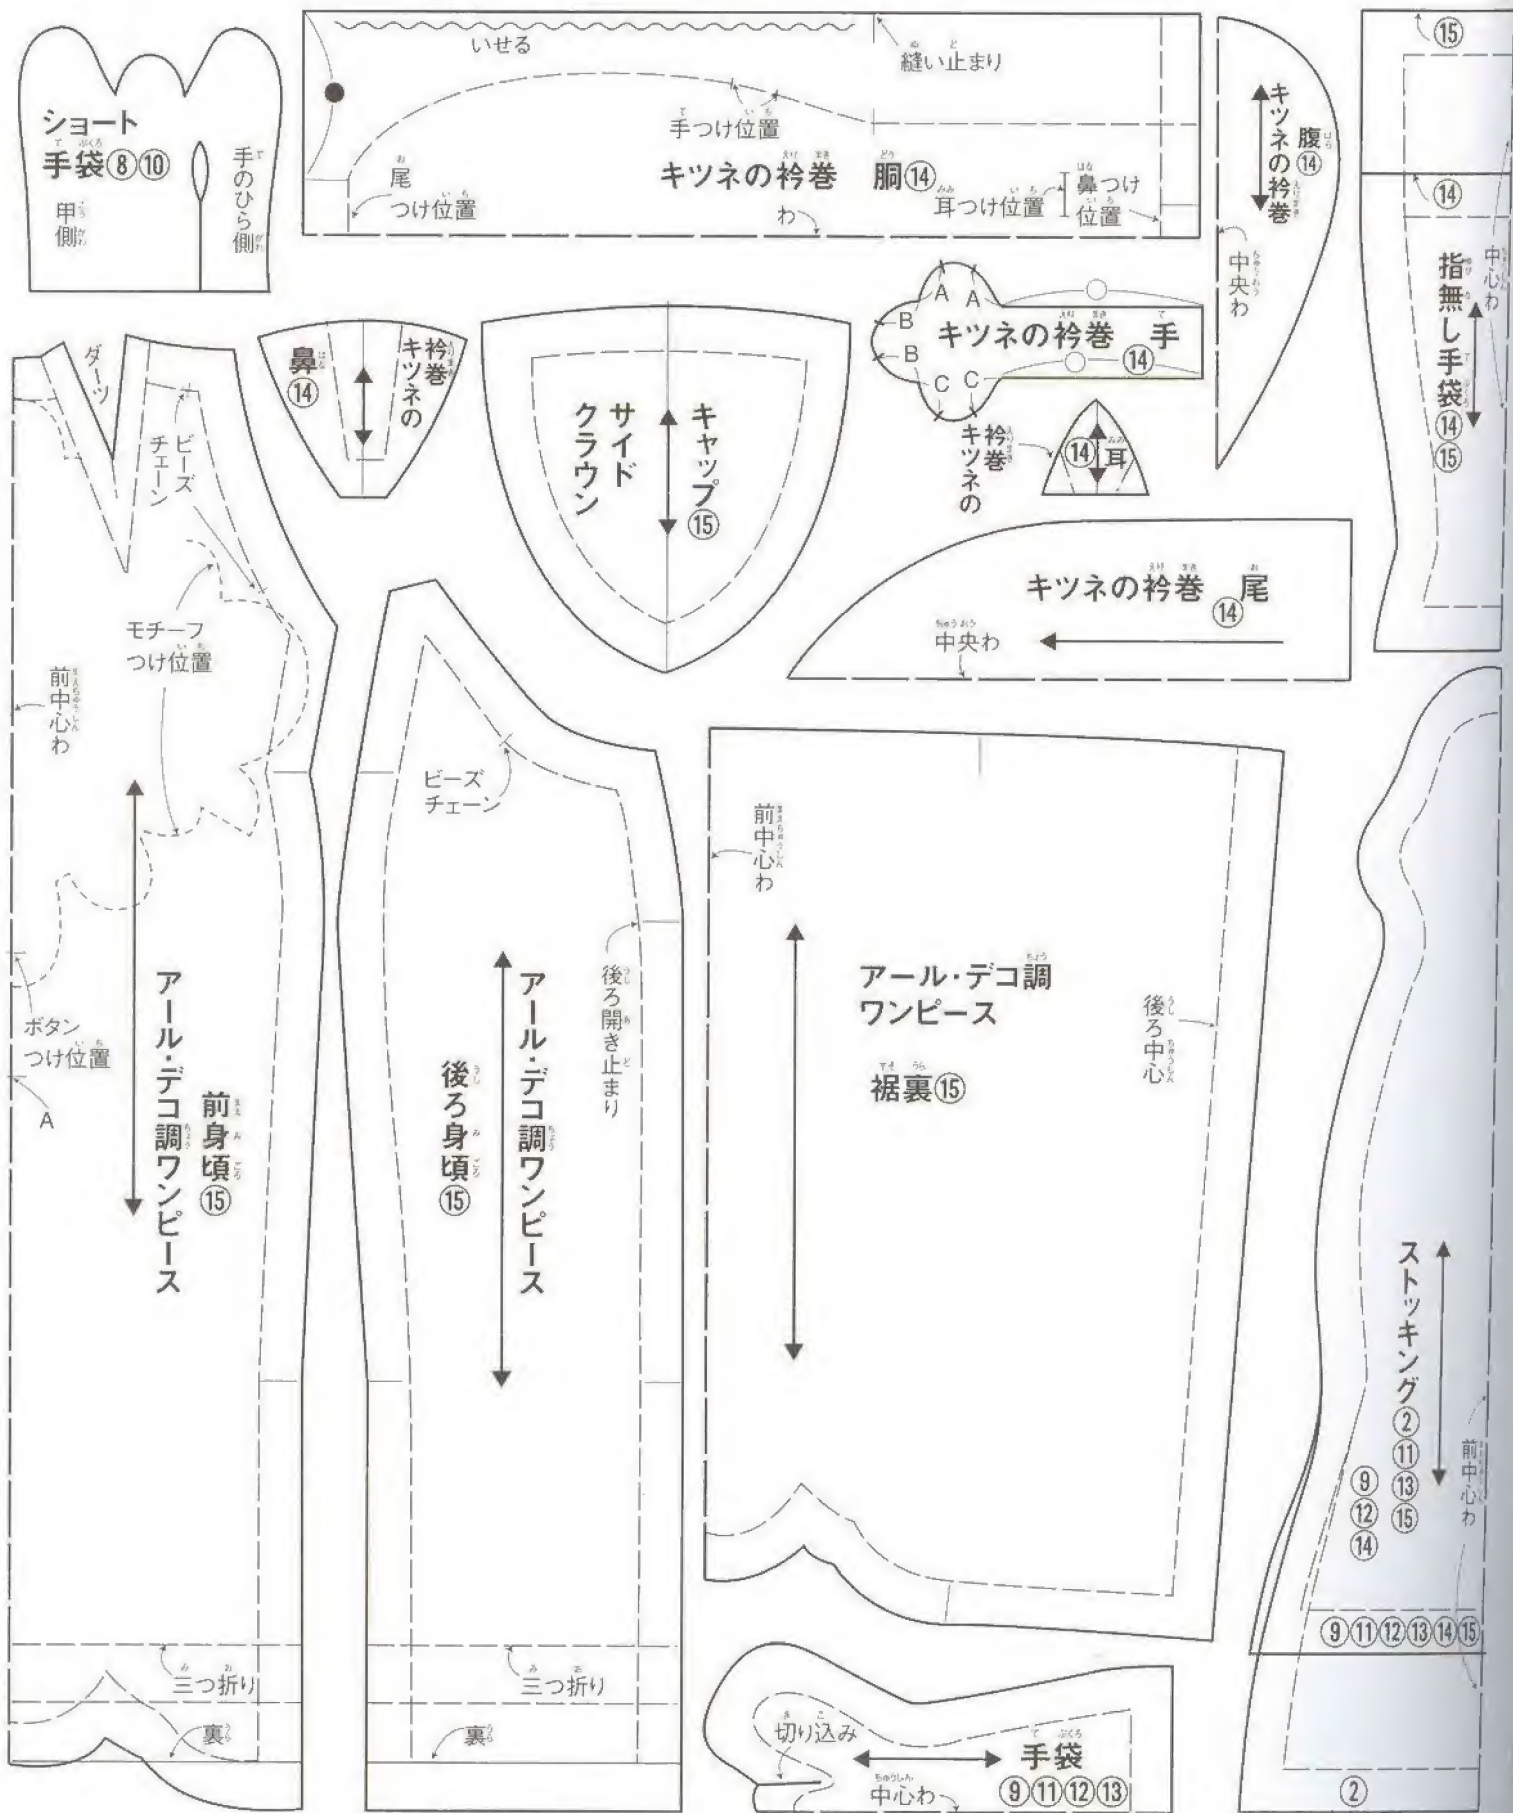 ショート
手袋⑧⑩
甲側
手のひら側
いせる
縫い止まり
手つけ位置
尾
つけ位置
キツネの衿巻 胴⑭
わ
耳つけ位置
鼻つけ
位置
キツネの衿巻
腹⑭
中央わ
⑮
⑭
中心わ
指無し手袋⑭⑮
ダーツ
ビーズ
チェーン
キツネの
衿巻
鼻⑭
キャップ⑮
サイド
クラウン
A A
B
B
C C
キツネの衿巻 手
⑭
キツネの
衿巻
耳
⑭
キツネの衿巻 尾
⑭
中央わ
モチーフ
つけ位置
前中心わ
ボタン
つけ位置
A
前身頃⑮
アール・デコ調ワンピース
三つ折り
裏
ビーズ
チェーン
後ろ開き止まり
アール・デコ調ワンピース
後ろ身頃⑮
三つ折り
裏
前中心わ
アール・デコ調
ワンピース
裾裏⑮
後ろ中心
切り込み
手袋
中心わ
⑨⑪⑫⑬
ストッキング②⑪⑬⑮
⑨⑫⑭
前中心わ
⑨⑪⑫⑬⑭⑮
②